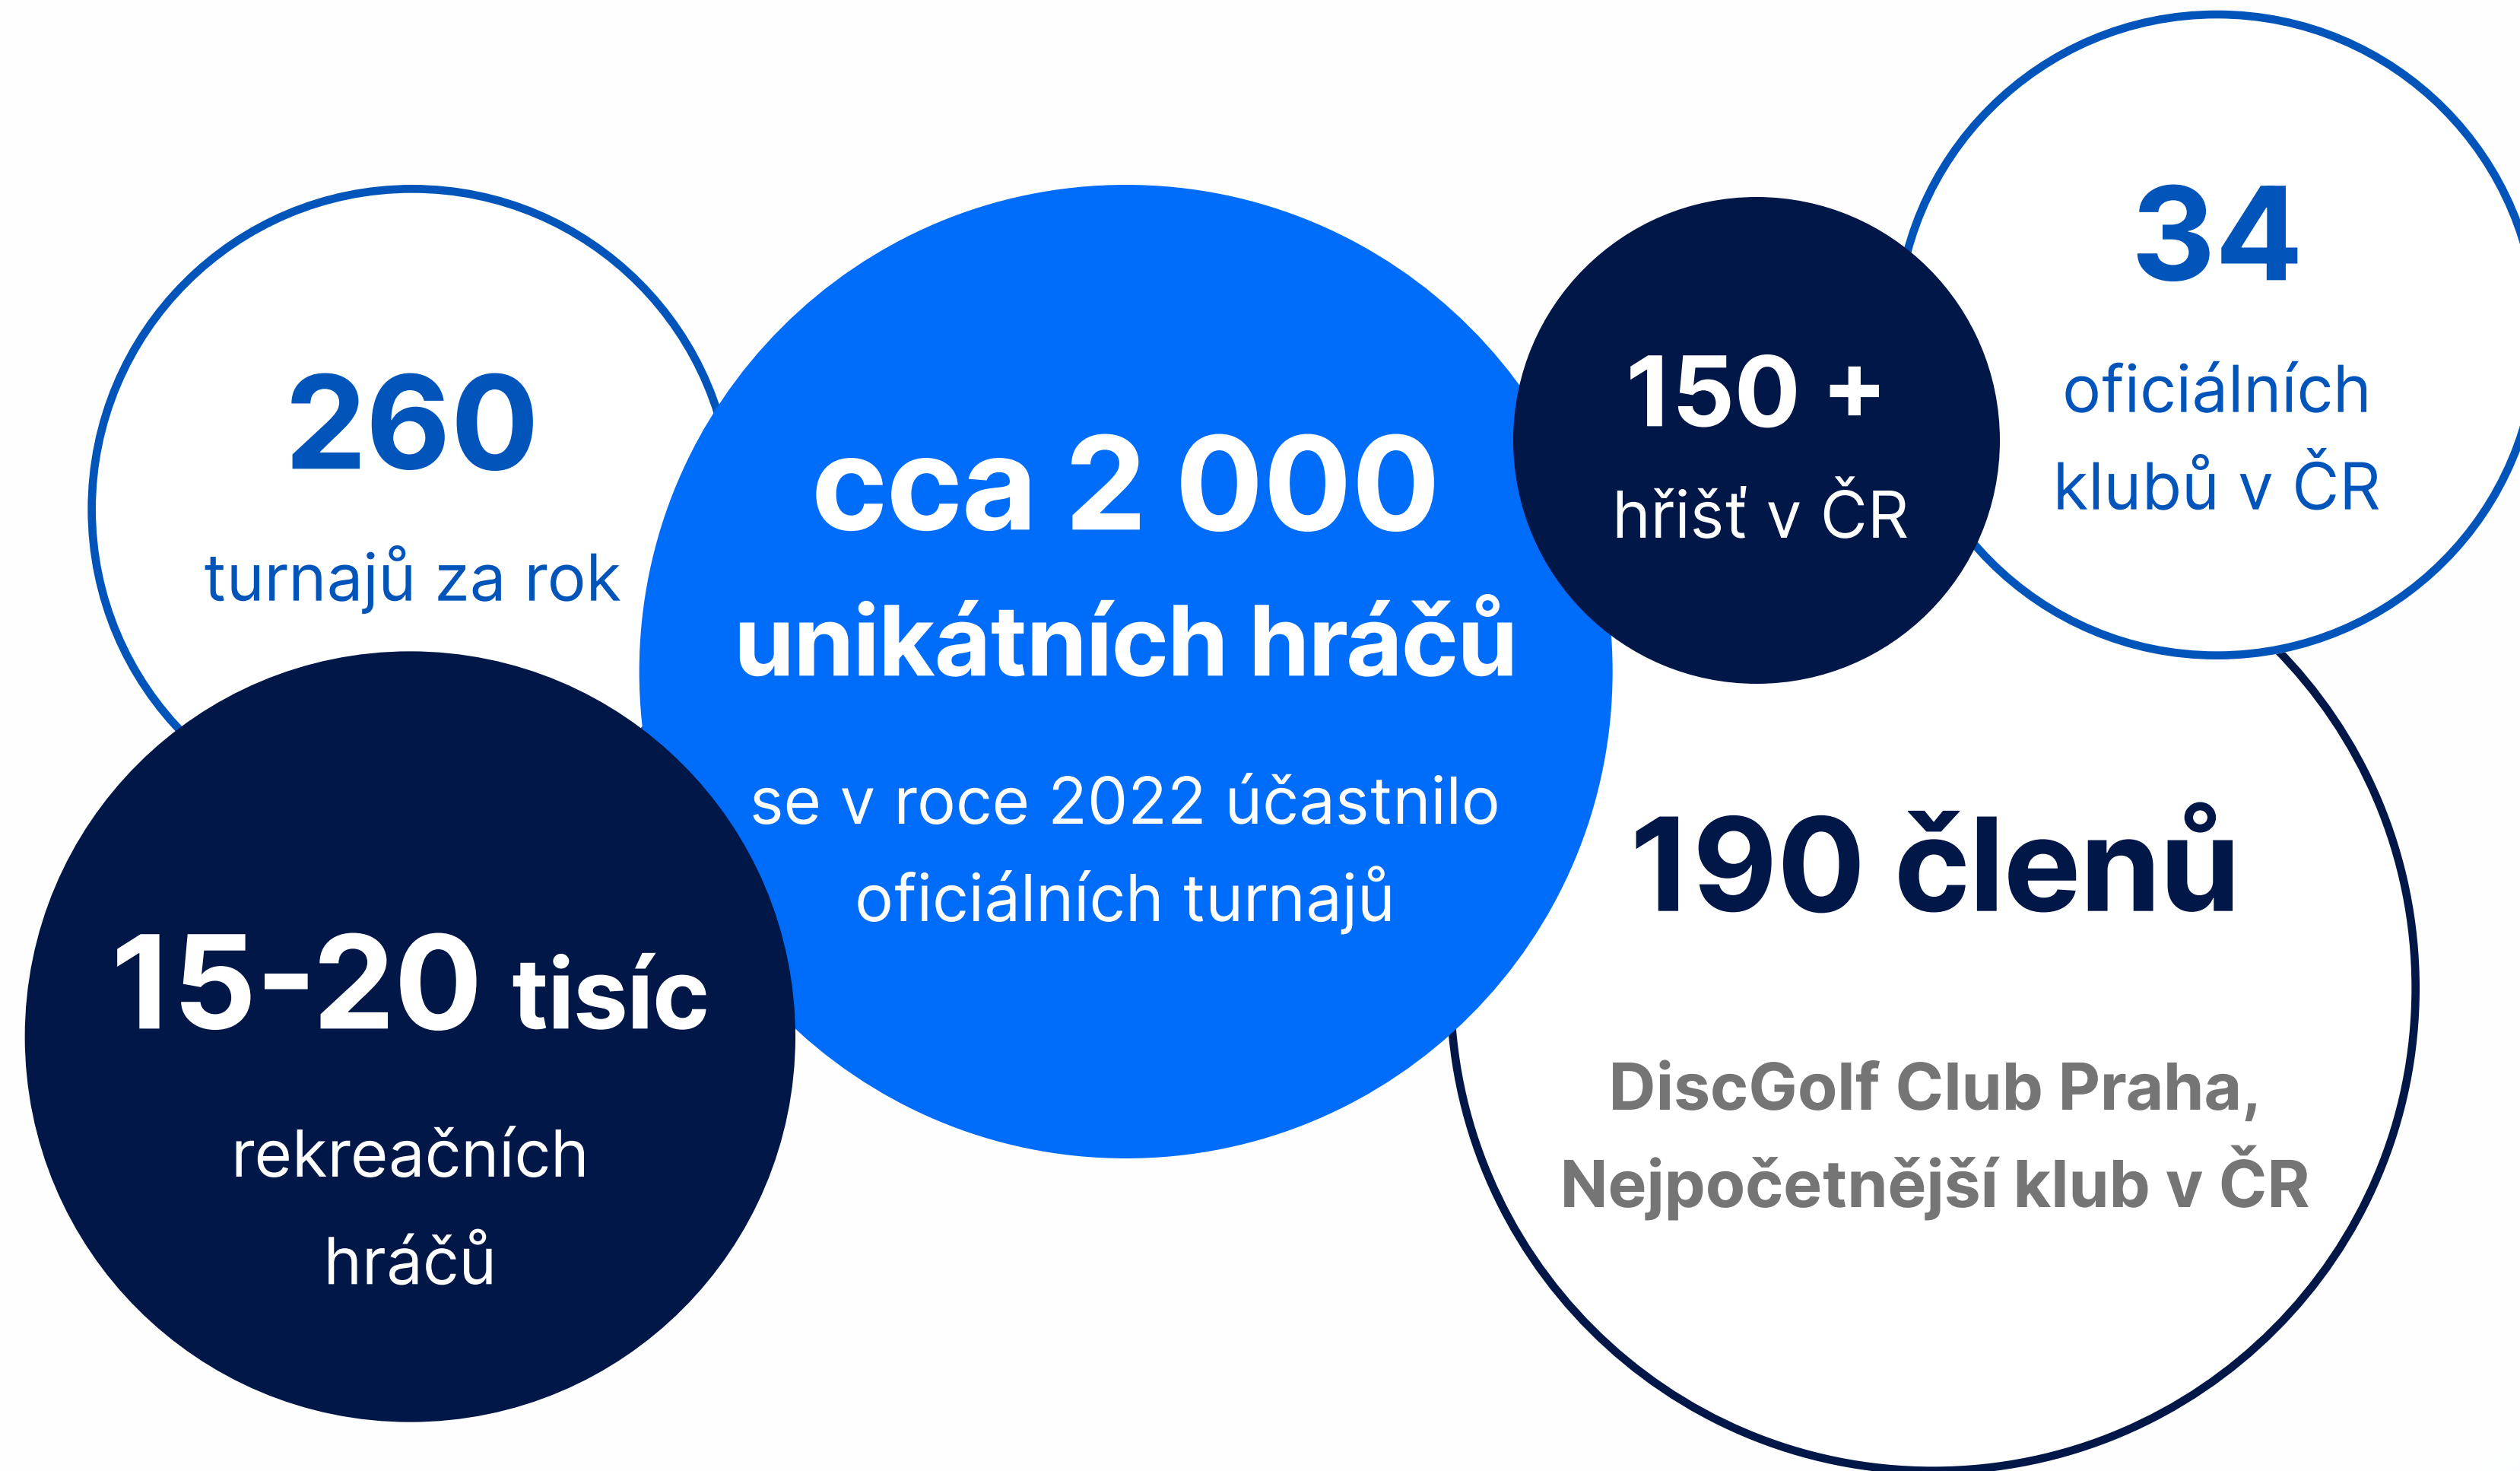 260
turnajů za rok
15-20 tisíc
rekreačních
hráčů
cca 2 000
unikátních hráčů
se v roce 2022 účastnilo
oficiálních turnajů
150 +
hřišť v ČR
34
oficiálních
klubů v ČR
190 členů
DiscGolf Club Praha,
Nejpočetnější klub v ČR